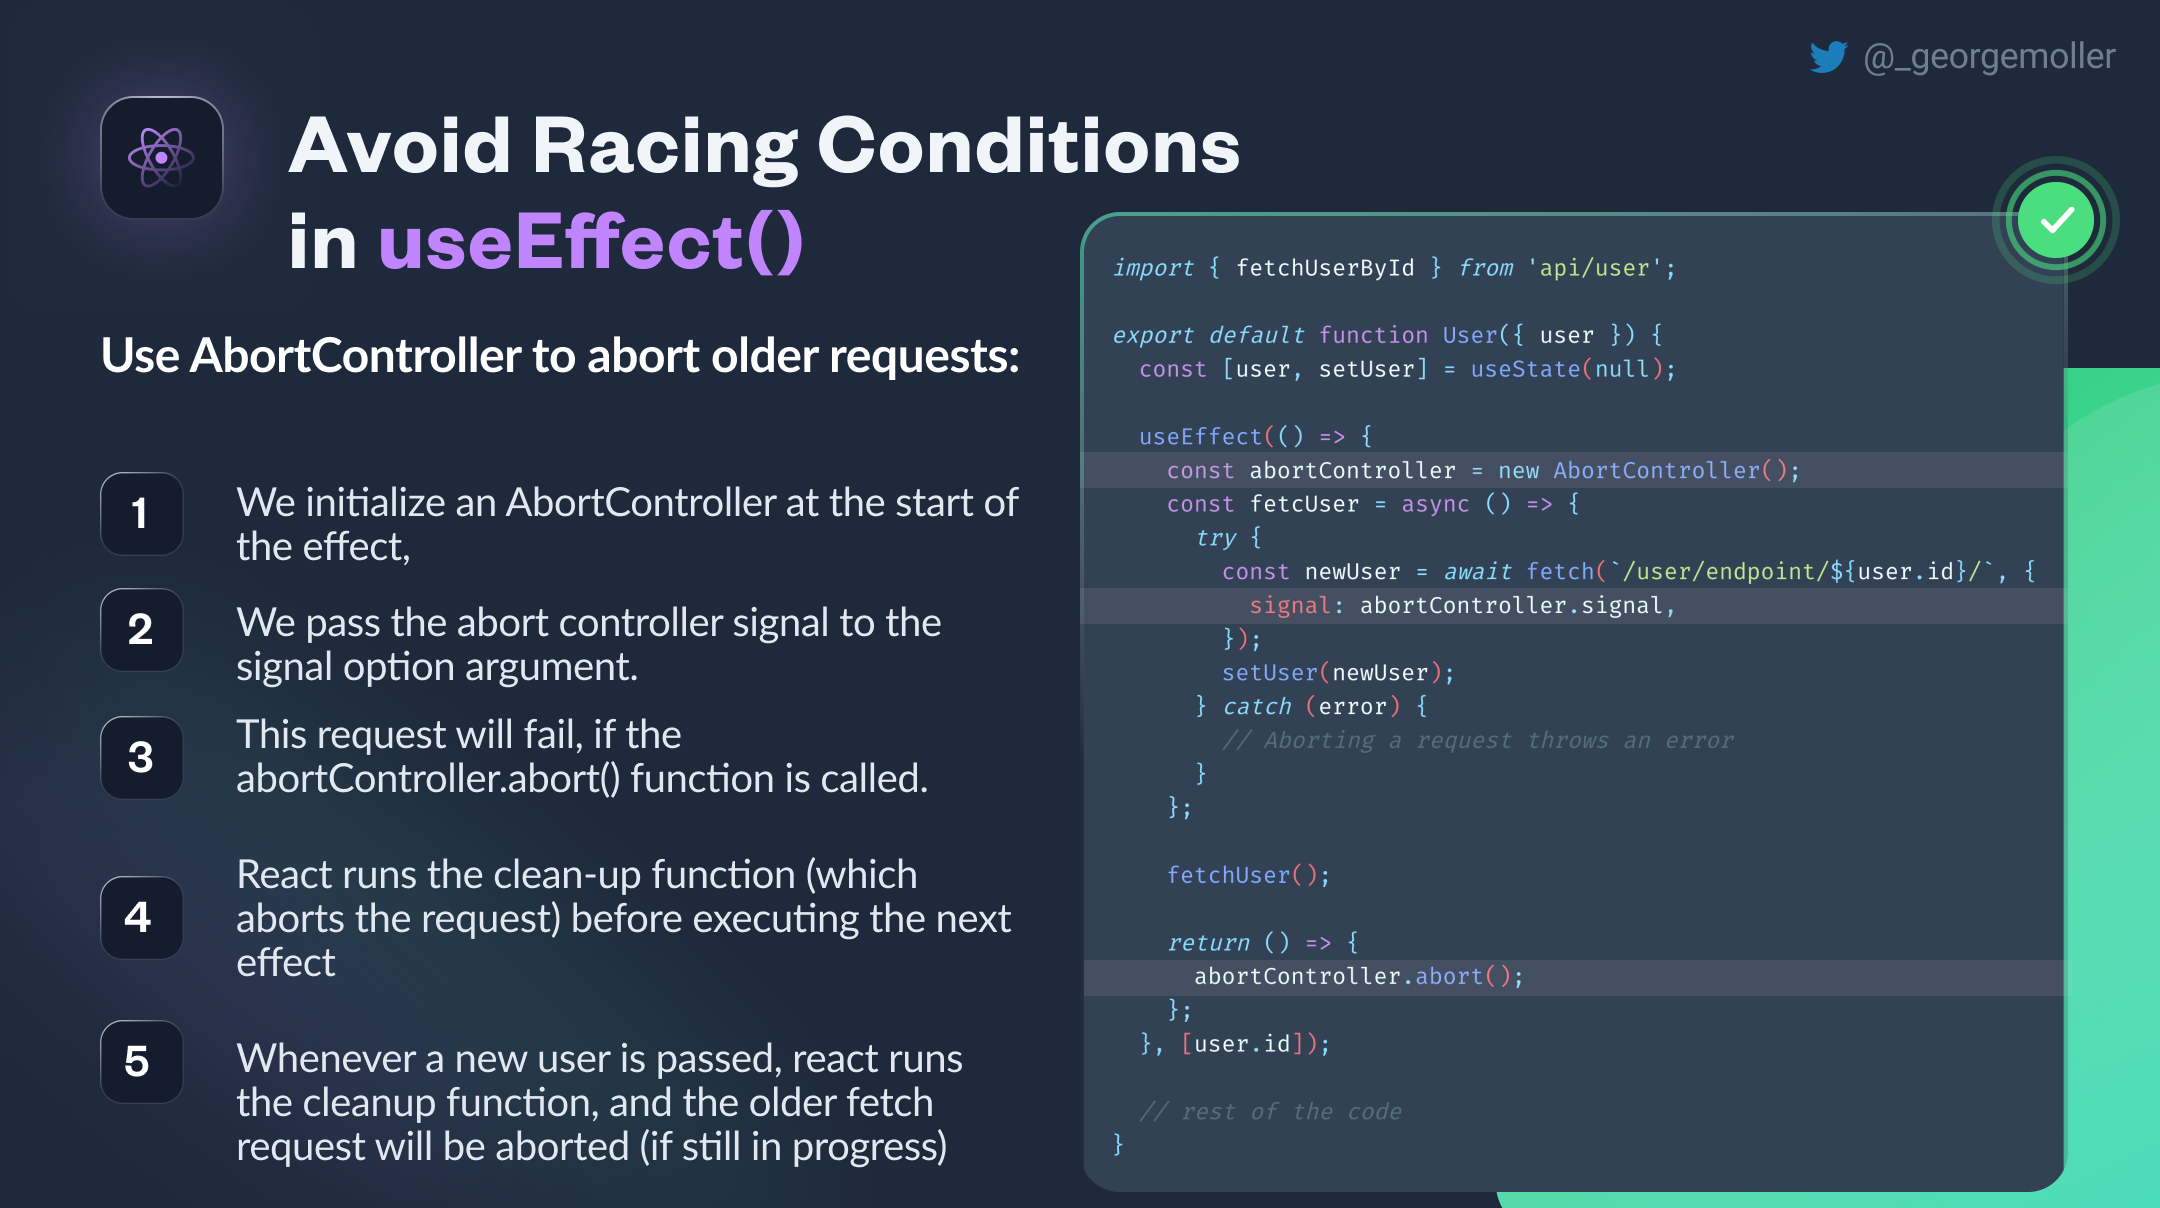 @_georgemoller
Avoid Racing Conditions
in useEffect()
Use AbortController to abort older requests:
1
We initialize an AbortController at the start of
the effect,
2
We pass the abort controller signal to the
signal option argument.
3
This request will fail, if the
abortController.abort() function is called.
4
React runs the clean-up function (which
aborts the request) before executing the next
effect
5
Whenever a new user is passed, react runs
the cleanup function, and the older fetch
request will be aborted (if still in progress)
import { fetchUserById } from 'api/user';
export default function User({ user }) {
  const [user, setUser] = useState(null);
  useEffect(() => {
    const abortController = new AbortController();
    const fetcUser = async () => {
      try {
        const newUser = await fetch(`/user/endpoint/${user.id}/`, {
          signal: abortController.signal,
        });
        setUser(newUser);
      } catch (error) {
        // Aborting a request throws an error
      }
    };
    fetchUser();
    return () => {
      abortController.abort();
    };
  }, [user.id]);
  // rest of the code
}